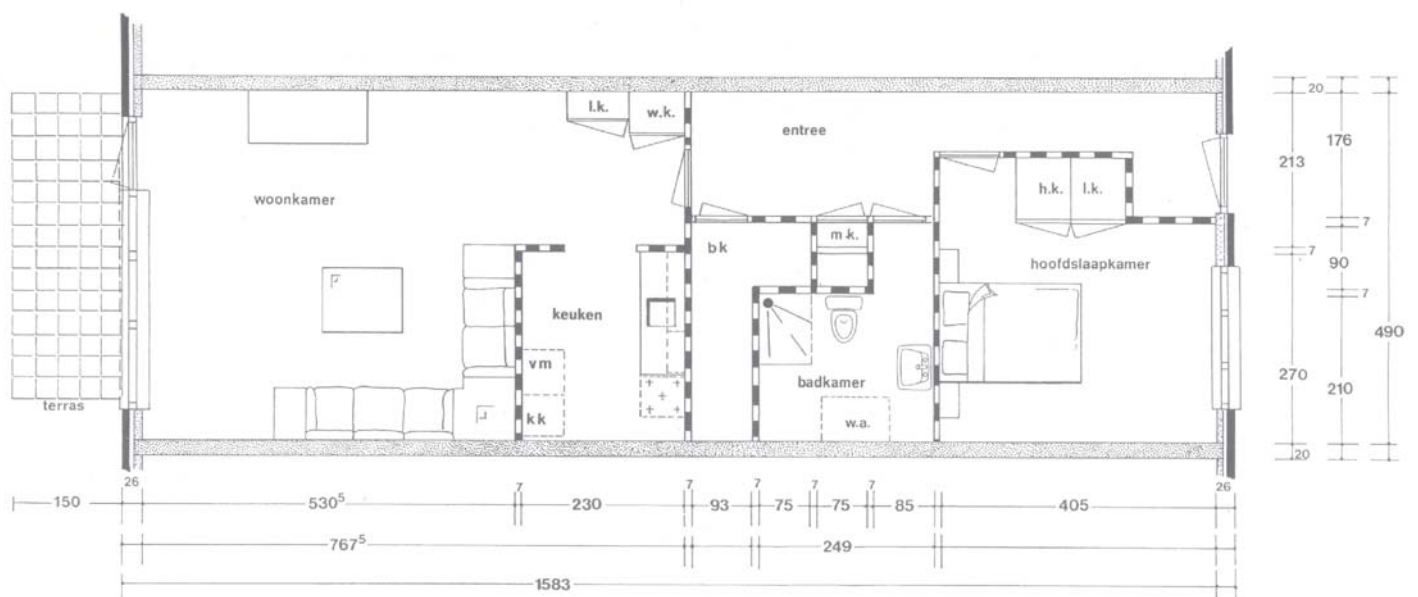 l.k.
w.k.
entree
woonkamer
h.k.
l.k.
m.k.
bk
hoofdslaapkamer
keuken
vm
kk
badkamer
w.a.
terras
20
176
213
7
7
90
7
490
270
210
20
26
7
7
7
7
7
26
150
530⁵
230
93
75
75
85
405
767⁵
249
1583